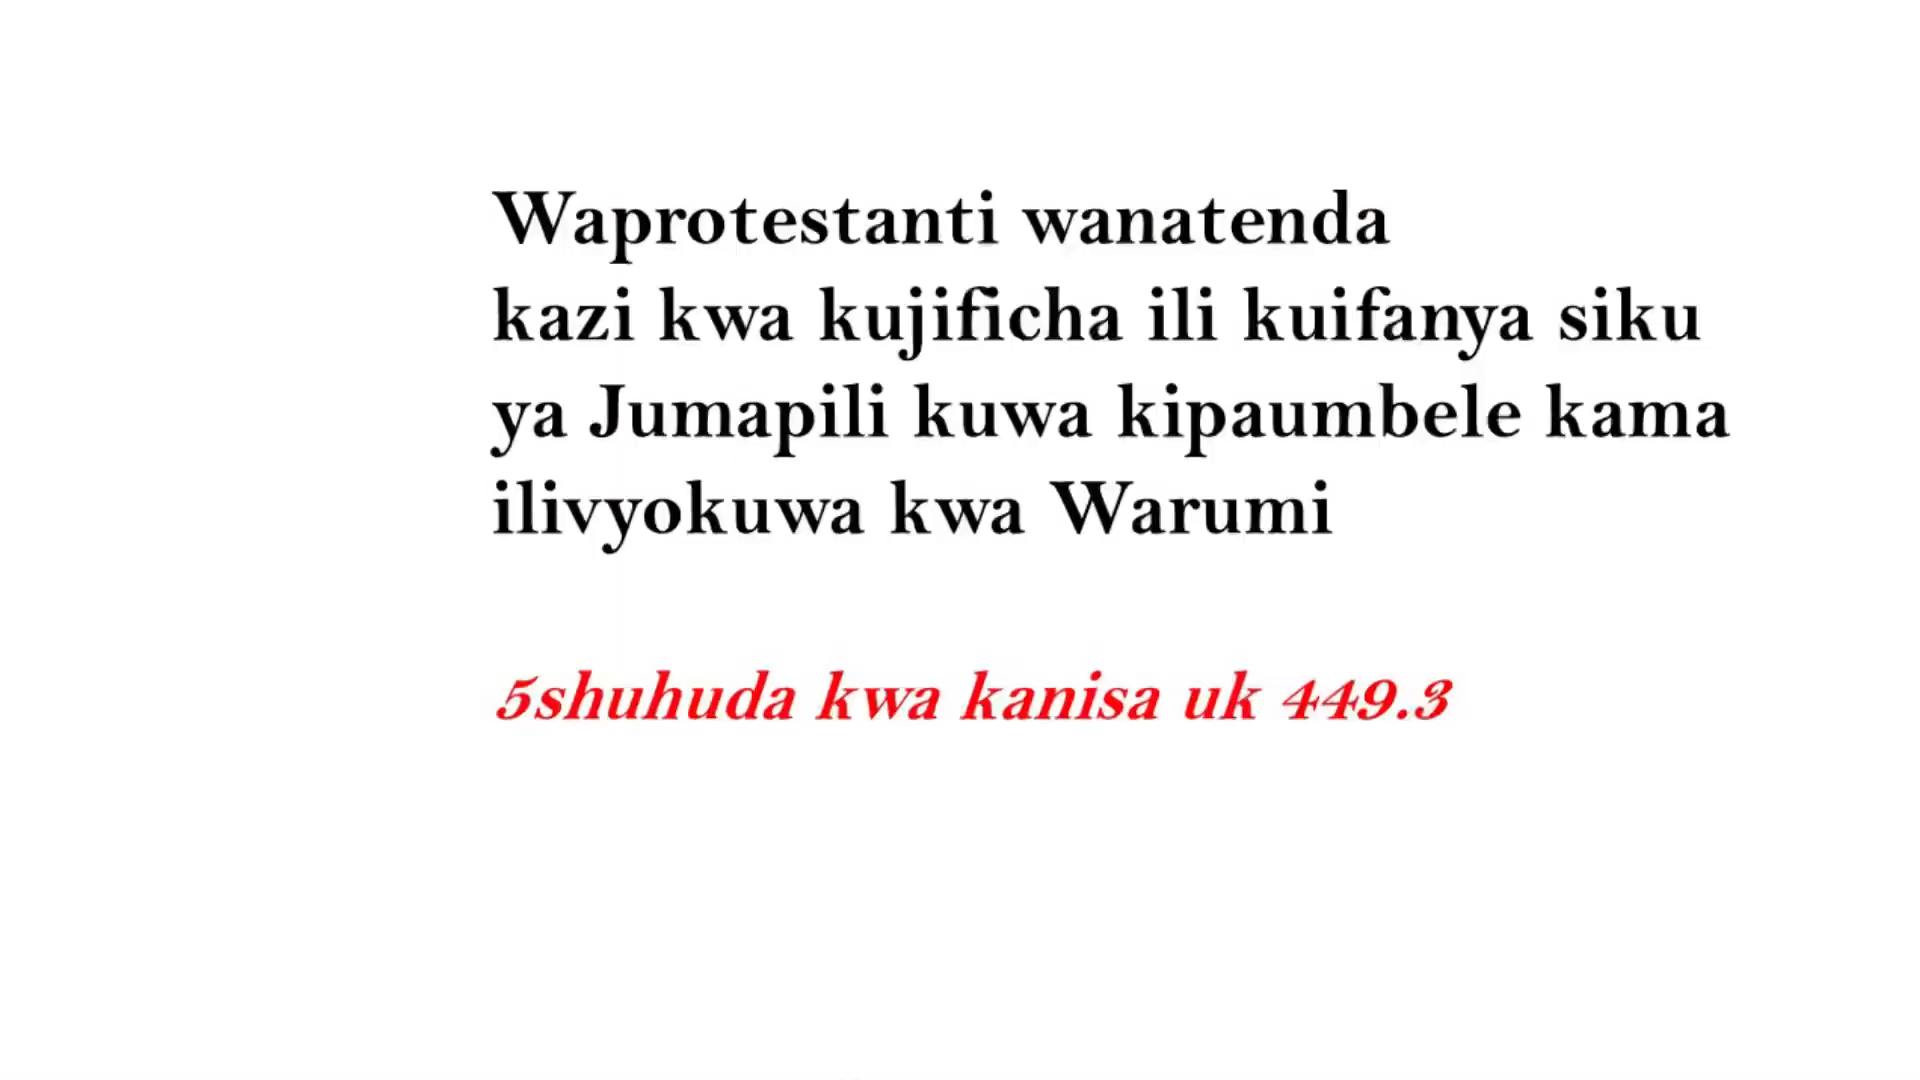 Waprotestanti wanatenda
kazi kwa kujificha ili kuifanya siku
ya Jumapili kuwa kipaumbele kama
ilivyokuwa kwa Warumi
5shuhuda kwa kanisa uk 449.3